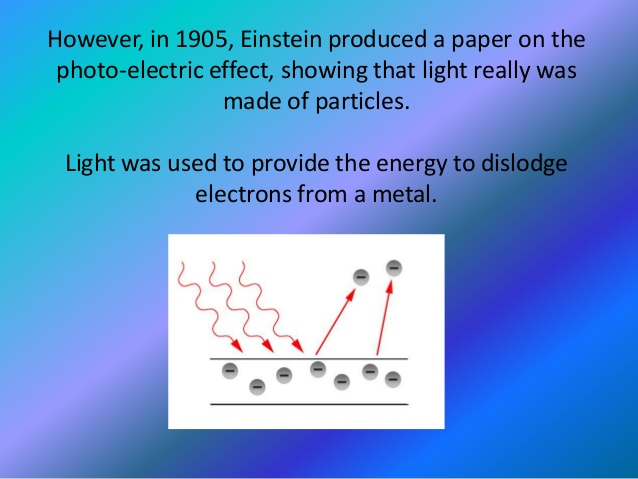 However, in 1905, Einstein produced a paper on the
photo-electric effect, showing that light really was
made of particles.
Light was used to provide the energy to dislodge
electrons from a metal.